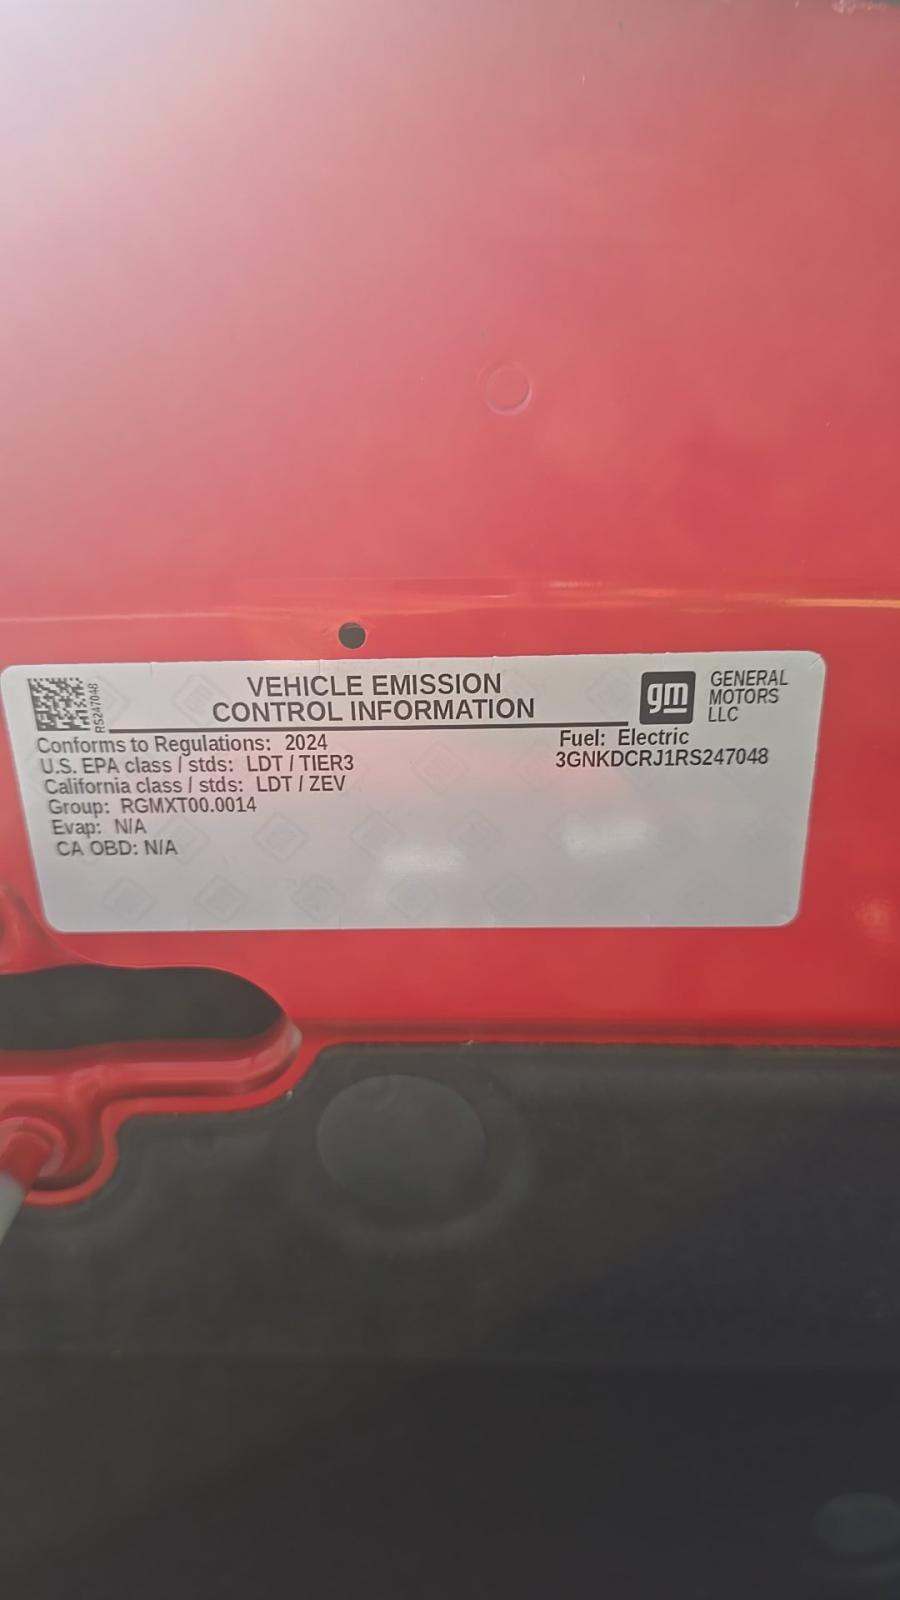 VEHICLE EMISSION
CONTROL INFORMATION
gm
GENERAL
MOTORS
LLC
RS247048
Conforms to Regulations: 2024
U.S. EPA class / stds: LDT / TIER3
California class / stds: LDT / ZEV
Group: RGMXT00.0014
Evap: N/A
CA OBD: N/A
Fuel: Electric
3GNKDCRJ1RS247048